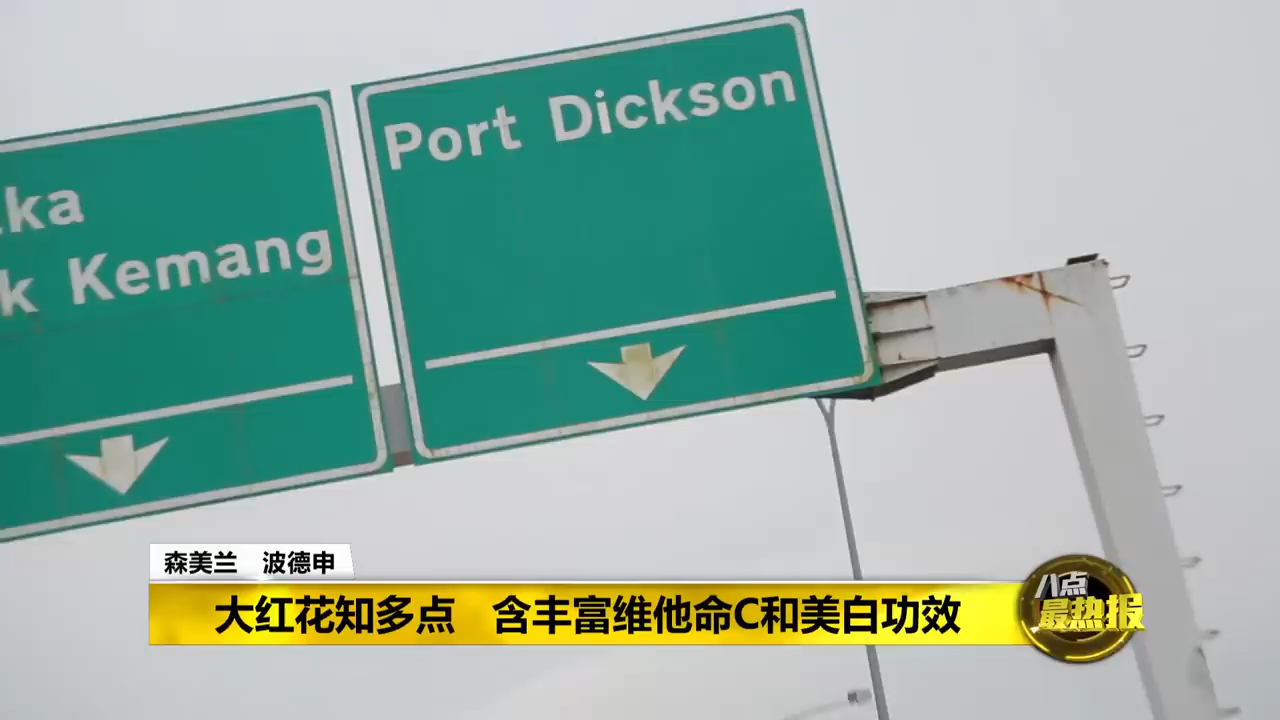 Port Dickson
ka
k Kemang
森美兰 波德申
大红花知多点 含丰富维他命C和美白功效
八点
最热报